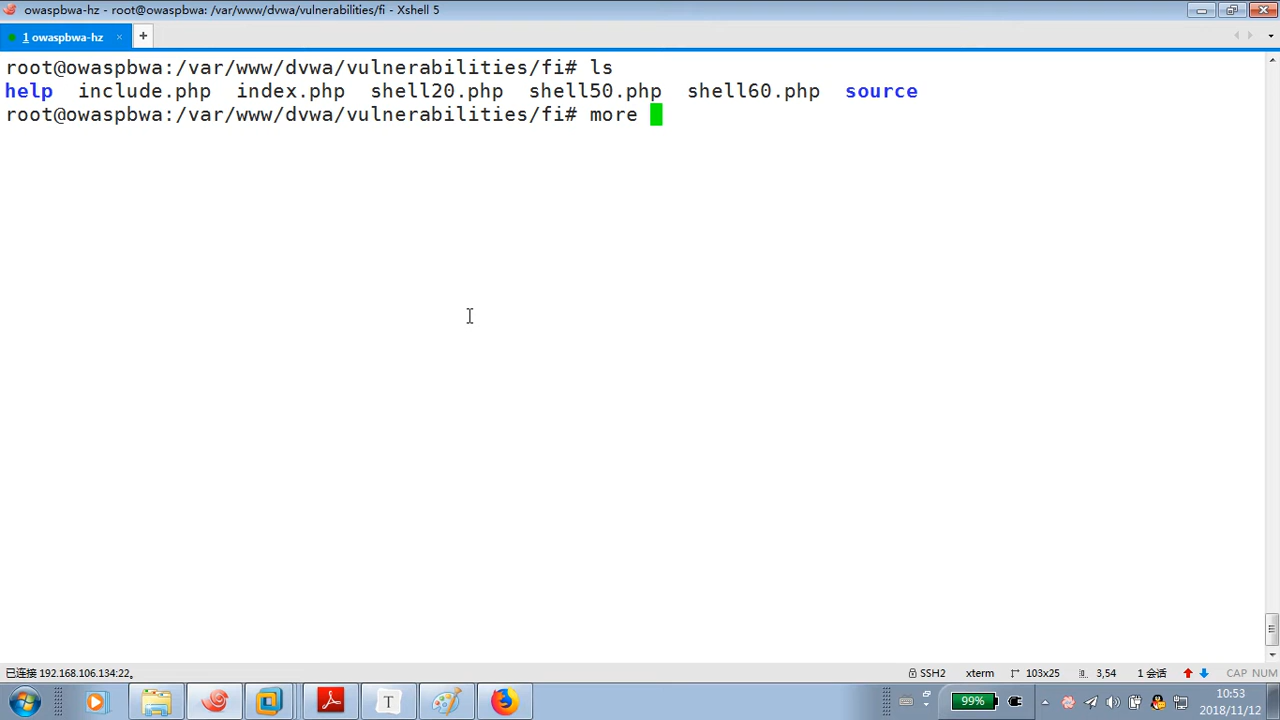 owaspbwa-hz - root@owaspbwa: /var/www/dvwa/vulnerabilities/fi - Xshell 5
1 owaspbwa-hz × +
root@owaspbwa:/var/www/dvwa/vulnerabilities/fi# ls
help include.php index.php shell20.php shell50.php shell60.php source
root@owaspbwa:/var/www/dvwa/vulnerabilities/fi# more
已连接 192.168.106.134:22。 SSH2 xterm 103x25 3,54 1 会话 CAP NUM
T 99% 10:53
2018/11/12